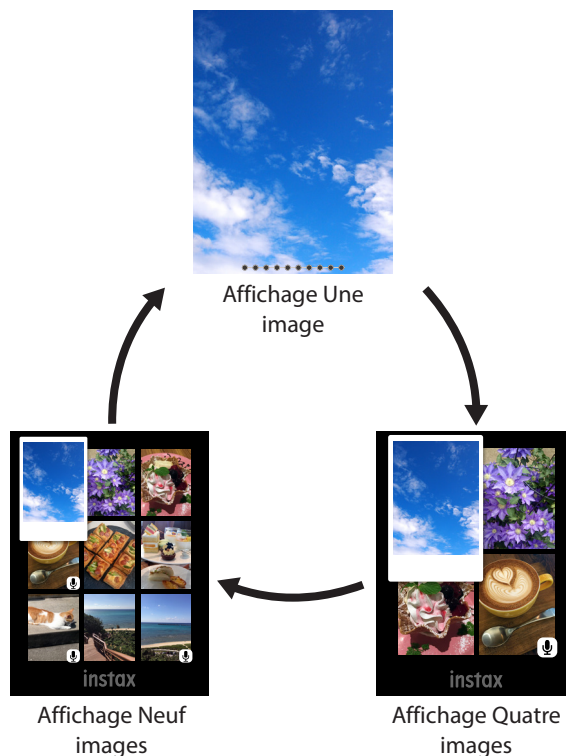 Affichage Une
image
instax
Affichage Neuf
images
instax
Affichage Quatre
images